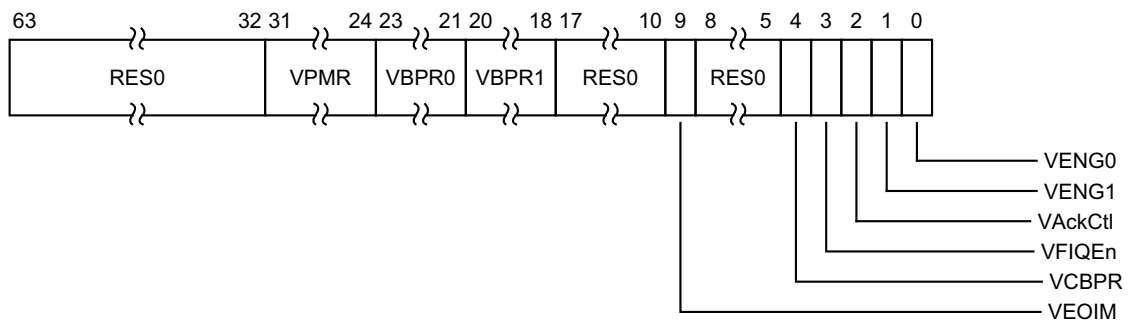 63 32 31 24 23 21 20 18 17 10 9 8 5 4 3 2 1 0
RES0 VPMR VBPR0 VBPR1 RES0 RES0
VENG0
VENG1
VAckCtl
VFIQEn
VCBPR
VEOIM